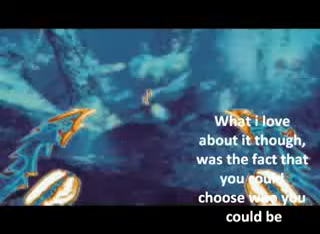 What i love
about it though,
was the fact that
you could
choose who you
could be